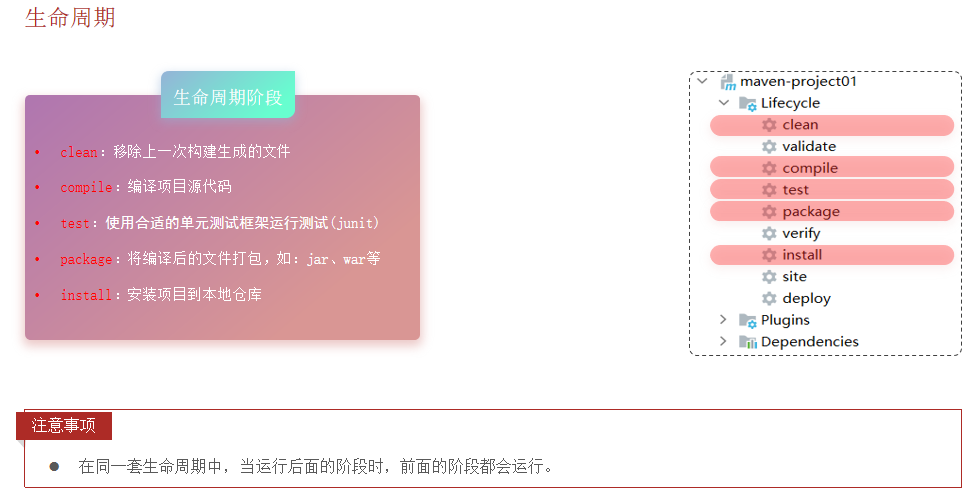 生命周期
生命周期阶段
• clean：移除上一次构建生成的文件
• compile：编译项目源代码
• test：使用合适的单元测试框架运行测试(junit)
• package：将编译后的文件打包，如：jar、war等
• install：安装项目到本地仓库
maven-project01
Lifecycle
clean
validate
compile
test
package
verify
install
site
deploy
Plugins
Dependencies
注意事项
● 在同一套生命周期中，当运行后面的阶段时，前面的阶段都会运行。